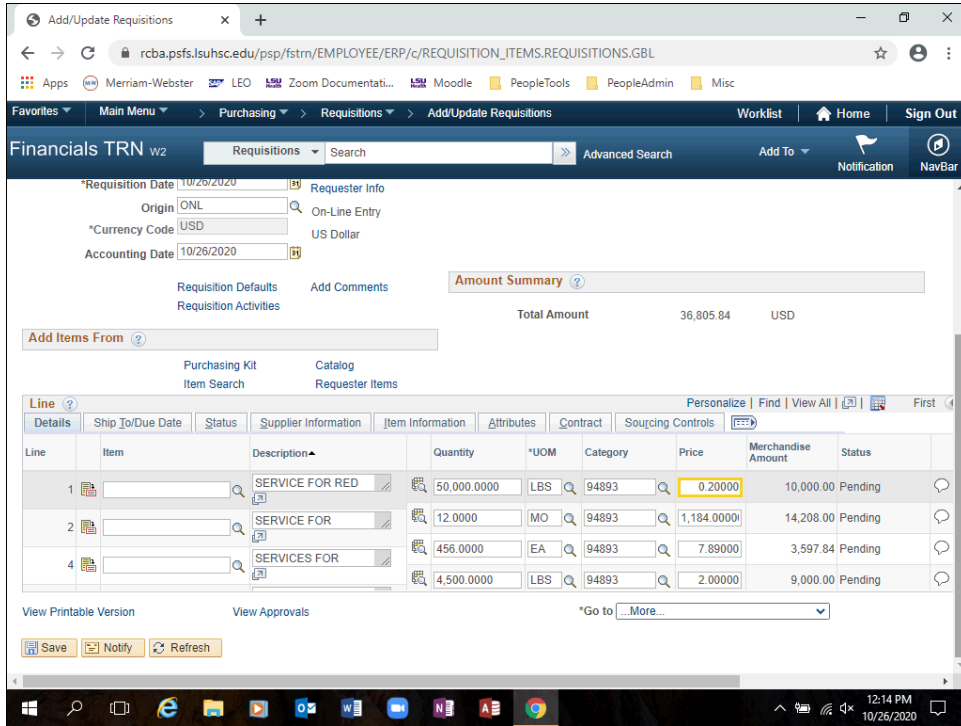 Add/Update Requisitions
rcba.psfs.lsuhsc.edu/psp/fstrn/EMPLOYEE/ERP/c/REQUISITION_ITEMS.REQUISITIONS.GBL
Apps Merriam-Webster LEO Zoom Documentati... Moodle PeopleTools PeopleAdmin Misc
Favorites Main Menu > Purchasing > Requisitions > Add/Update Requisitions Worklist Home Sign Out
Financials TRN W2 Requisitions Search Advanced Search Add To Notification NavBar
*Requisition Date 10/26/2020 Requester Info
Origin ONL On-Line Entry
*Currency Code USD US Dollar
Accounting Date 10/26/2020
Requisition Defaults Add Comments Amount Summary
Requisition Activities
Total Amount 36,805.84 USD
Add Items From
Purchasing Kit Catalog
Item Search Requester Items
Line Personalize | Find | View All | First
Details Ship To/Due Date Status Supplier Information Item Information Attributes Contract Sourcing Controls
Line Item Description Quantity *UOM Category Price Merchandise Amount Status
1 SERVICE FOR RED 50,000.0000 LBS 94893 0.20000 10,000.00 Pending
2 SERVICE FOR 12.0000 MO 94893 14,208.00 Pending
4 SERVICES FOR 456.0000 EA 94893 7.89000 3,597.84 Pending
4,500.0000 LBS 94893 2.00000 9,000.00 Pending
View Printable Version View Approvals *Go to ...More...
Save Notify Refresh
12:14 PM
10/26/2020